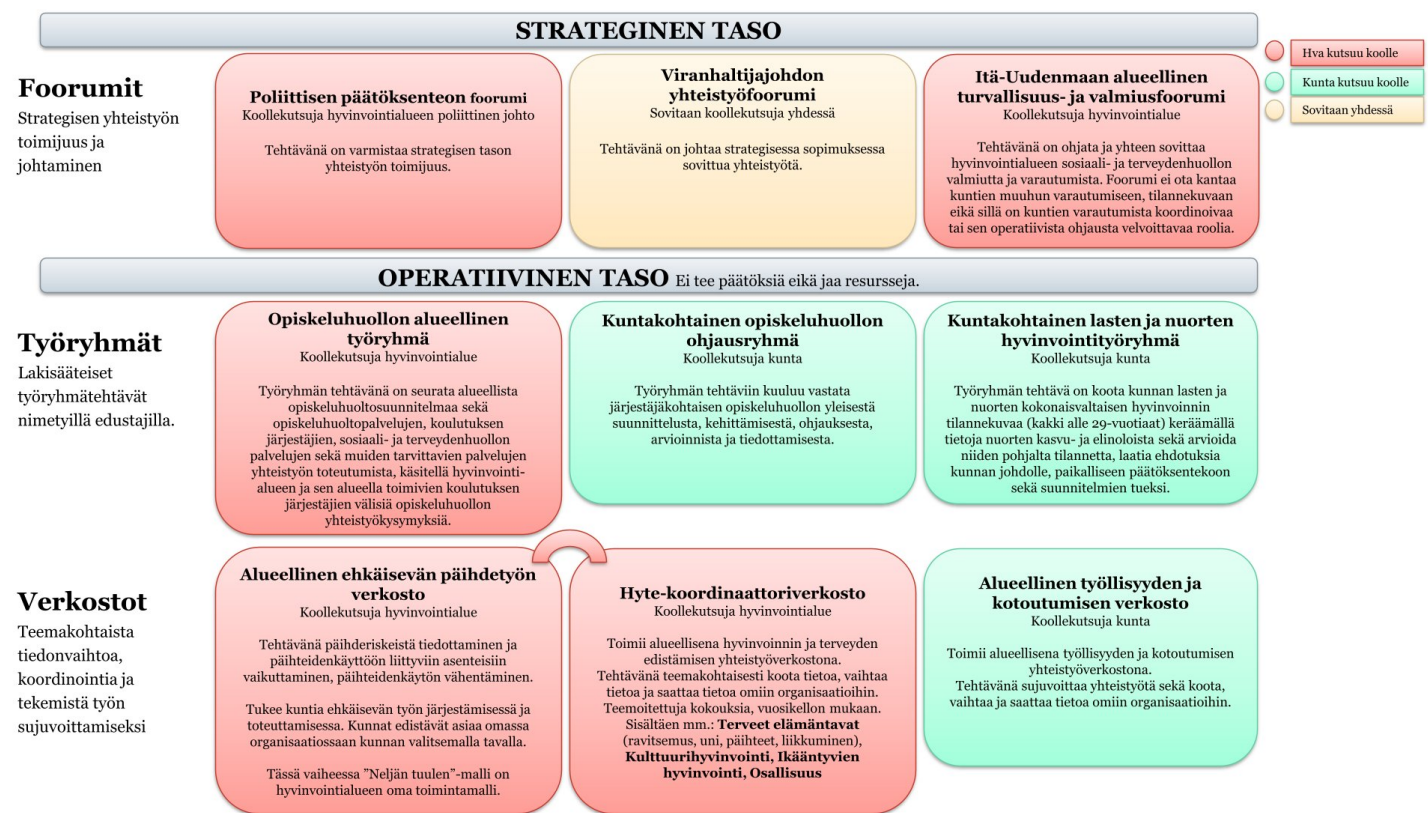 STRATEGINEN TASO
Hva kutsuu koolle
Kunta kutsuu koolle
Sovitaan yhdessä
Foorumit
Strategisen yhteistyön
toimijuus ja
johtaminen
Poliittisen päätöksenteon foorumi
Koollekutsuja hyvinvointialueen poliittinen johto
Tehtävänä on varmistaa strategisen tason
yhteistyön toimijuus.
Viranhaltijajohdon
yhteistyöfoorumi
Sovitaan koollekutsuja yhdessä
Tehtävänä on johtaa strategisessa sopimuksessa
sovittua yhteistyötä.
Itä-Uudenmaan alueellinen
turvallisuus- ja valmiusfoorumi
Koollekutsuja hyvinvointialue
Tehtävänä on ohjata ja yhteen sovittaa
hyvinvointialueen sosiaali- ja terveydenhuollon
valmiutta ja varautumista. Foorumi ei ota kantaa
kuntien muuhun varautumiseen, tilannekuvaan
eikä sillä on kuntien varautumista koordinoivaa
tai sen operatiivista ohjausta velvoittavaa roolia.
OPERATIIVINEN TASO Ei tee päätöksiä eikä jaa resursseja.
Työryhmät
Lakisääteiset
työryhmätehtävät
nimetyillä edustajilla.
Opiskeluhuollon alueellinen
työryhmä
Koollekutsuja hyvinvointialue
Työryhmän tehtävänä on seurata alueellista
opiskeluhuoltosuunnitelmaa sekä
opiskeluhuoltopalvelujen, koulutuksen
järjestäjien, sosiaali- ja terveydenhuollon
palvelujen sekä muiden tarvittavien palvelujen
yhteistyön toteutumista, käsitellä hyvinvointi-
alueen ja sen alueella toimivien koulutuksen
järjestäjien välisiä opiskeluhuollon
yhteistyökysymyksiä.
Kuntakohtainen opiskeluhuollon
ohjausryhmä
Koollekutsuja kunta
Työryhmän tehtäviin kuuluu vastata
järjestäjäkohtaisen opiskeluhuollon yleisestä
suunnittelusta, kehittämisestä, ohjauksesta,
arvioinnista ja tiedottamisesta.
Kuntakohtainen lasten ja nuorten
hyvinvointityöryhmä
Koollekutsuja kunta
Työryhmän tehtävä on koota kunnan lasten ja
nuorten kokonaisvaltaisen hyvinvoinnin
tilannekuvaa (kakki alle 29-vuotiaat) keräämällä
tietoja nuorten kasvu- ja elinoloista sekä arvioida
niiden pohjalta tilannetta, laatia ehdotuksia
kunnan johdolle, paikalliseen päätöksentekoon
sekä suunnitelmien tueksi.
Verkostot
Teemakohtaista
tiedonvaihtoa,
koordinointia ja
tekemistä työn
sujuvoittamiseksi
Alueellinen ehkäisevän päihdetyön
verkosto
Koollekutsuja hyvinvointialue
Tehtävänä päihderiskeistä tiedottaminen ja
päihteidenkäyttöön liittyviin asenteisiin
vaikuttaminen, päihteidenkäytön vähentäminen.
Tukee kuntia ehkäisevän työn järjestämisessä ja
toteuttamisessa. Kunnat edistävät asiaa omassa
organisaatiossaan kunnan valitsemalla tavalla.
Tässä vaiheessa ”Neljän tuulen”-malli on
hyvinvointialueen oma toimintamalli.
Hyte-koordinaattoriverkosto
Koollekutsuja hyvinvointialue
Toimii alueellisena hyvinvoinnin ja terveyden
edistämisen yhteistyöverkostona.
Tehtävänä teemakohtaisesti koota tietoa, vaihtaa
tietoa ja saattaa tietoa omiin organisaatioihin.
Teemoitettuja kokouksia, vuosikellon mukaan.
Sisältäen mm.: Terveet elämäntavat
(ravitsemus, uni, päihteet, liikkuminen),
Kulttuurihyvinvointi, Ikääntyvien
hyvinvointi, Osallisuus
Alueellinen työllisyyden ja
kotoutumisen verkosto
Koollekutsuja kunta
Toimii alueellisena työllisyyden ja kotoutumisen
yhteistyöverkostona.
Tehtävänä sujuvoittaa yhteistyötä sekä koota,
vaihtaa ja saattaa tietoa omiin organisaatioihin.